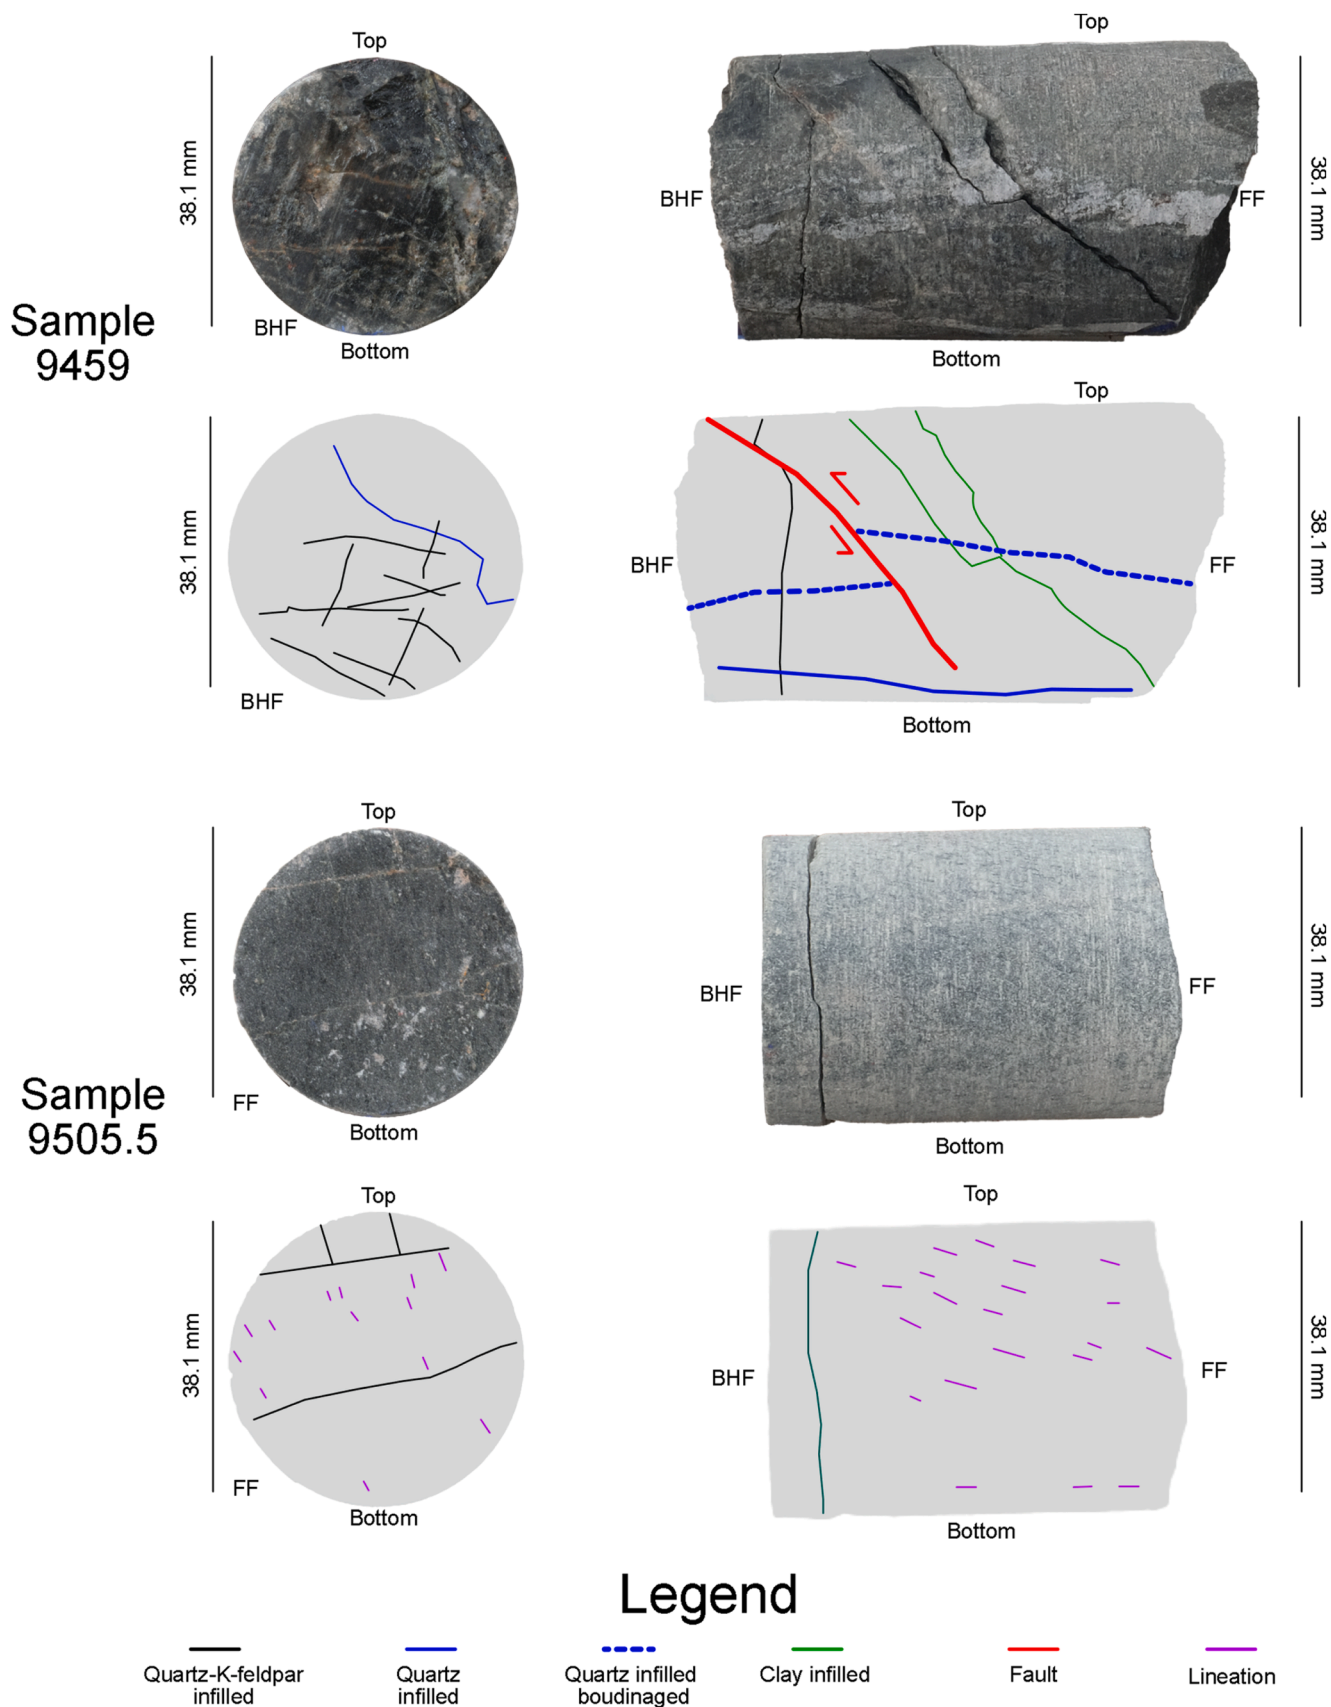 Top
Top
38.1 mm
BHF
FF
38.1 mm
Sample
9459
BHF
Bottom
Bottom
Top
38.1 mm
BHF
FF
38.1 mm
BHF
Bottom
Top
Top
38.1 mm
BHF
FF
38.1 mm
Sample
9505.5
FF
Bottom
Bottom
Top
Top
38.1 mm
BHF
FF
38.1 mm
FF
Bottom
Bottom
Legend
Quartz-K-feldpar
infilled
Quartz
infilled
Quartz infilled
boudinaged
Clay infilled
Fault
Lineation